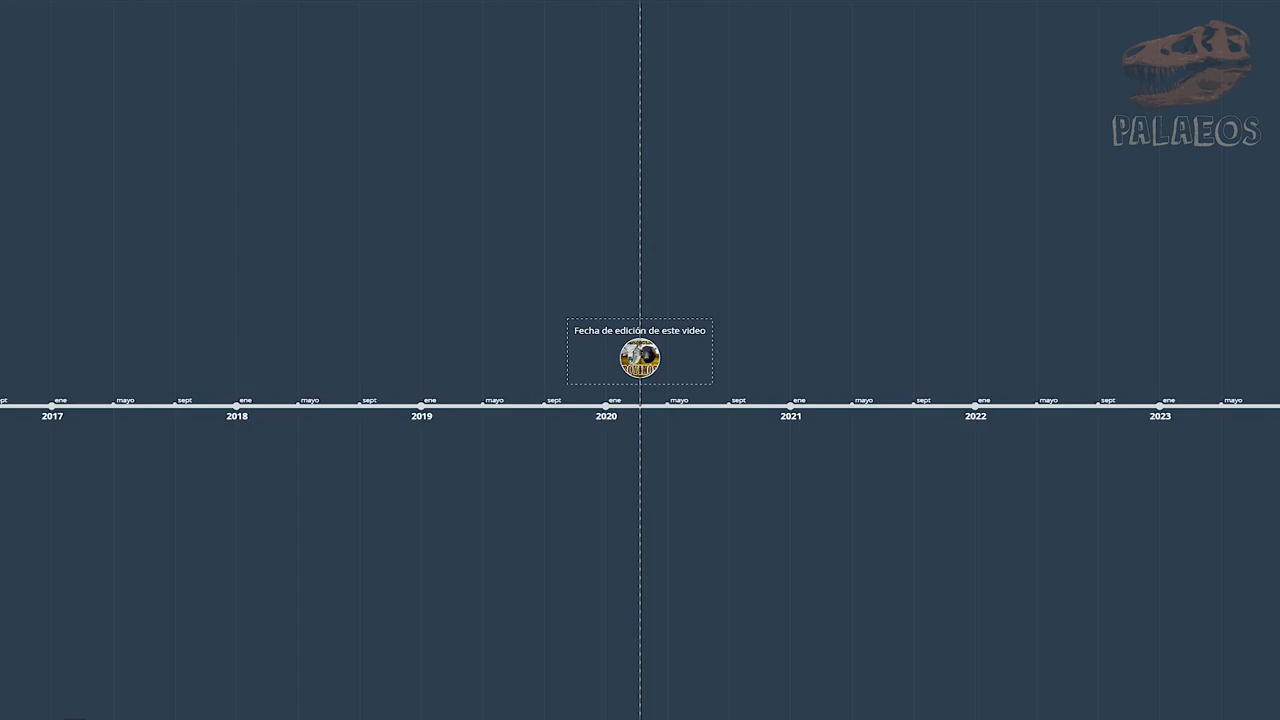 PALAEOS
Fecha de edición de este video
ene mayo sept ene mayo sept ene mayo sept ene mayo sept ene mayo sept ene mayo sept ene mayo
2017 2018 2019 2020 2021 2022 2023